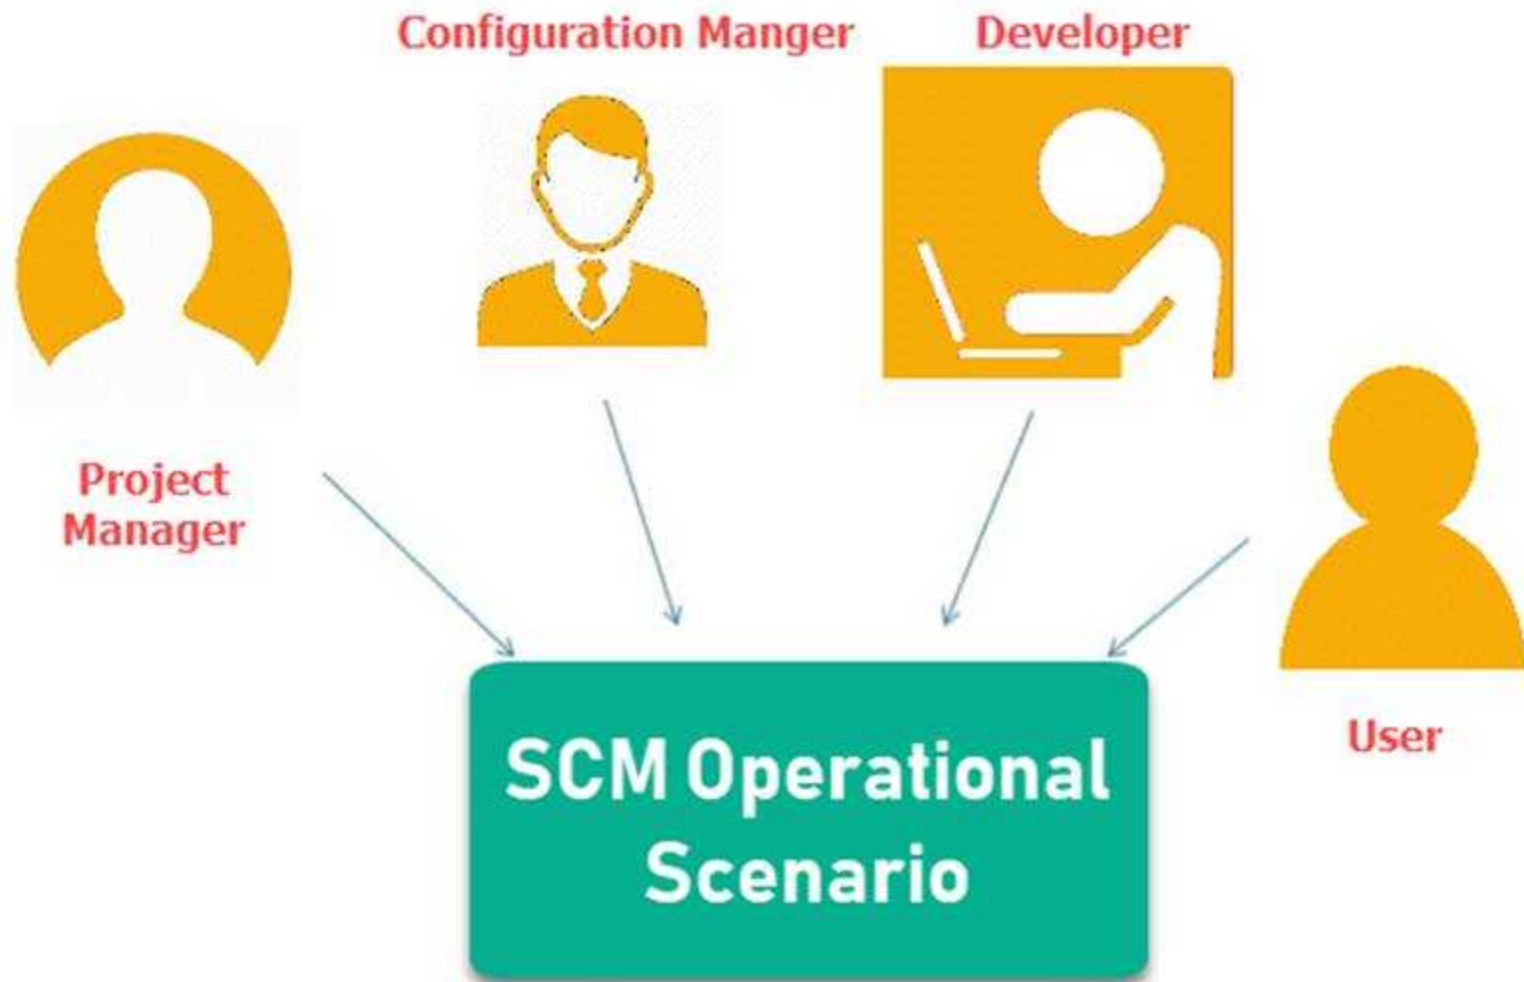 Configuration Manger
Developer
Project
Manager
User
SCM Operational
Scenario